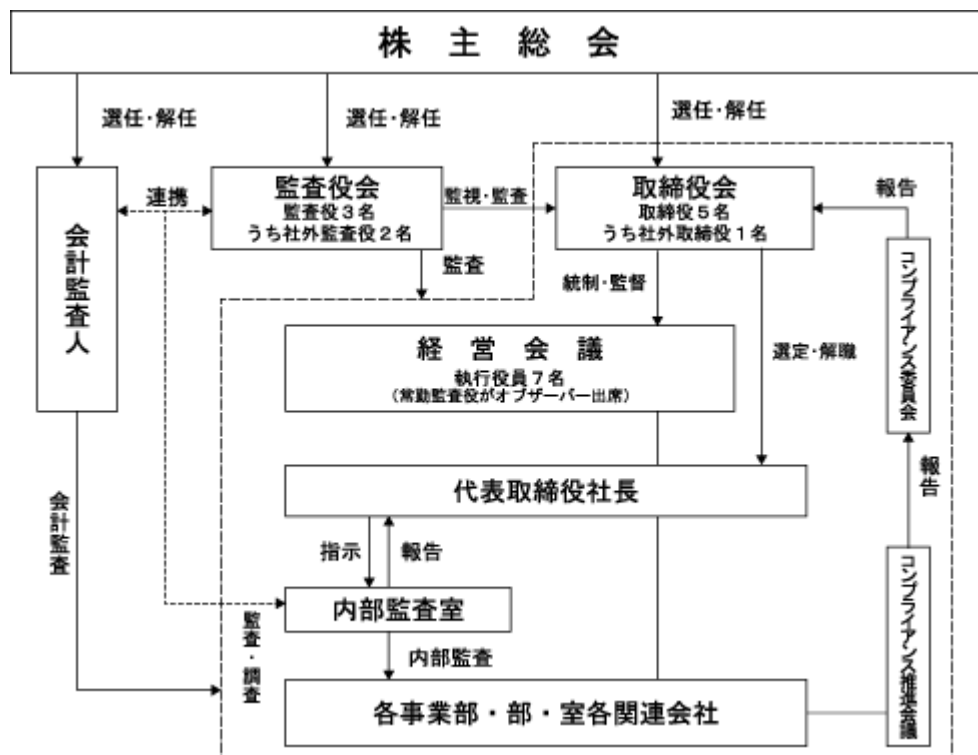 株主総会
選任・解任
選任・解任
選任・解任
監査役会
監査役3名
うち社外監査役2名
取締役会
取締役5名
うち社外取締役1名
連携
監視・監査
報告
会計監査人
コンプライアンス委員会
監査
統制・監督
選定・解職
経営会議
執行役員7名
(常勤監査役がオブザーバー出席)
代表取締役社長
会計監査
報告
指示
報告
内部監査室
コンプライアンス推進会議
監査・調査
内部監査
各事業部・部・室各関連会社